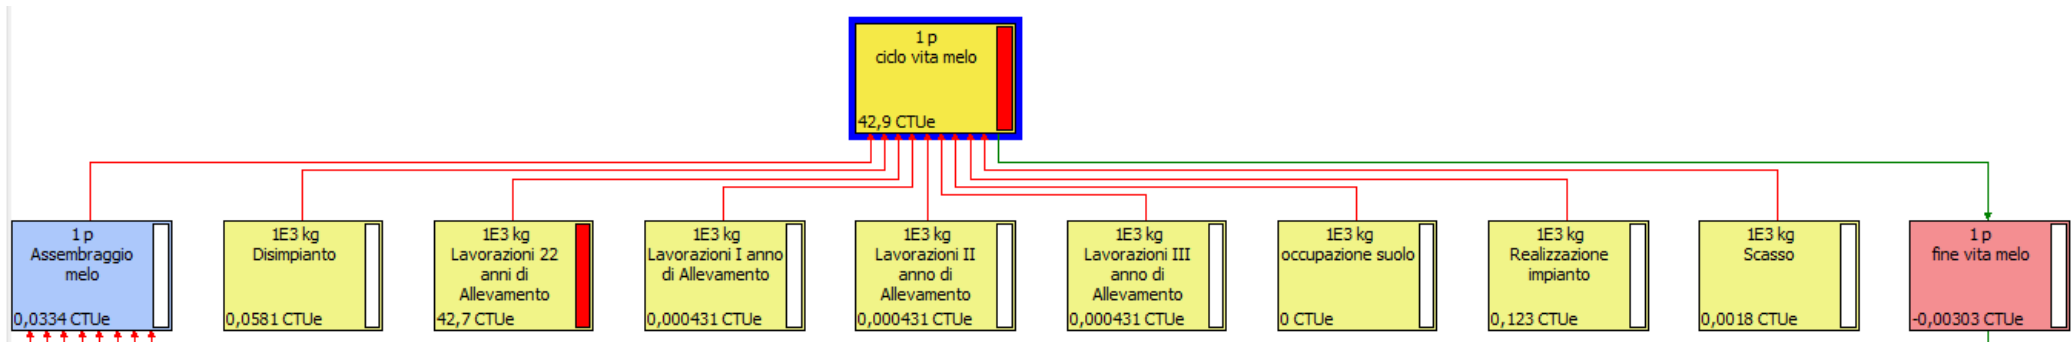 1 p
ciclo vita melo
42,9 CTUe
1 p
Assembraggio
melo
0,0334 CTUe
1E3 kg
Disimpianto
0,0581 CTUe
1E3 kg
Lavorazioni 22
anni di
Allevamento
42,7 CTUe
1E3 kg
Lavorazioni I anno
di Allevamento
0,000431 CTUe
1E3 kg
Lavorazioni II
anno di
Allevamento
0,000431 CTUe
1E3 kg
Lavorazioni III
anno di
Allevamento
0,000431 CTUe
1E3 kg
occupazione suolo
0 CTUe
1E3 kg
Realizzazione
impianto
0,123 CTUe
1E3 kg
Scasso
0,0018 CTUe
1 p
fine vita melo
-0,00303 CTUe